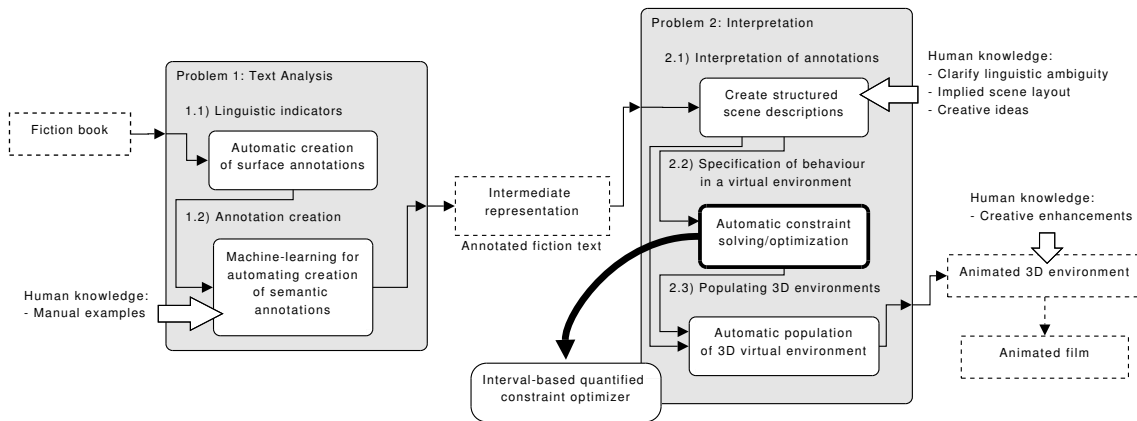 Problem 1: Text Analysis
1.1) Linguistic indicators
Fiction book
Automatic creation
of surface annotations
1.2) Annotation creation
Machine-learning for
automating creation
of semantic
annotations
Human knowledge:
- Manual examples
Intermediate
representation
Annotated fiction text
Problem 2: Interpretation
2.1) Interpretation of annotations
Create structured
scene descriptions
Human knowledge:
- Clarify linguistic ambiguity
- Implied scene layout
- Creative ideas
2.2) Specification of behaviour
in a virtual environment
Automatic constraint
solving/optimization
2.3) Populating 3D environments
Automatic population
of 3D virtual environment
Interval-based quantified
constraint optimizer
Human knowledge:
- Creative enhancements
Animated 3D environment
Animated film